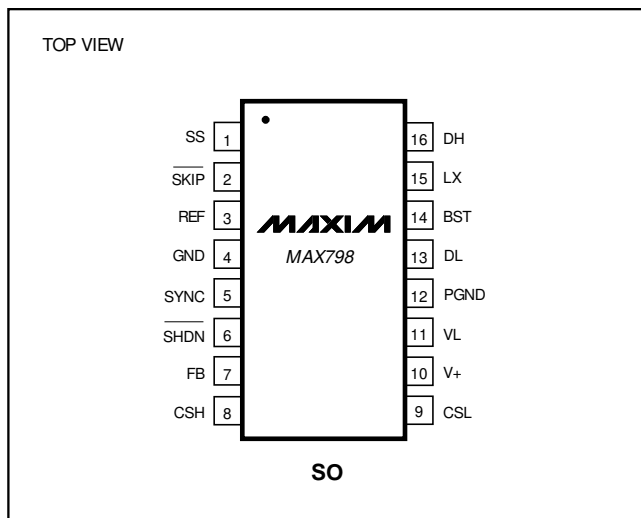 TOP VIEW
SS 1
SKIP 2
REF 3
GND 4
SYNC 5
SHDN 6
FB 7
CSH 8
MAXIM
MAX798
16 DH
15 LX
14 BST
13 DL
12 PGND
11 VL
10 V+
9 CSL
SO